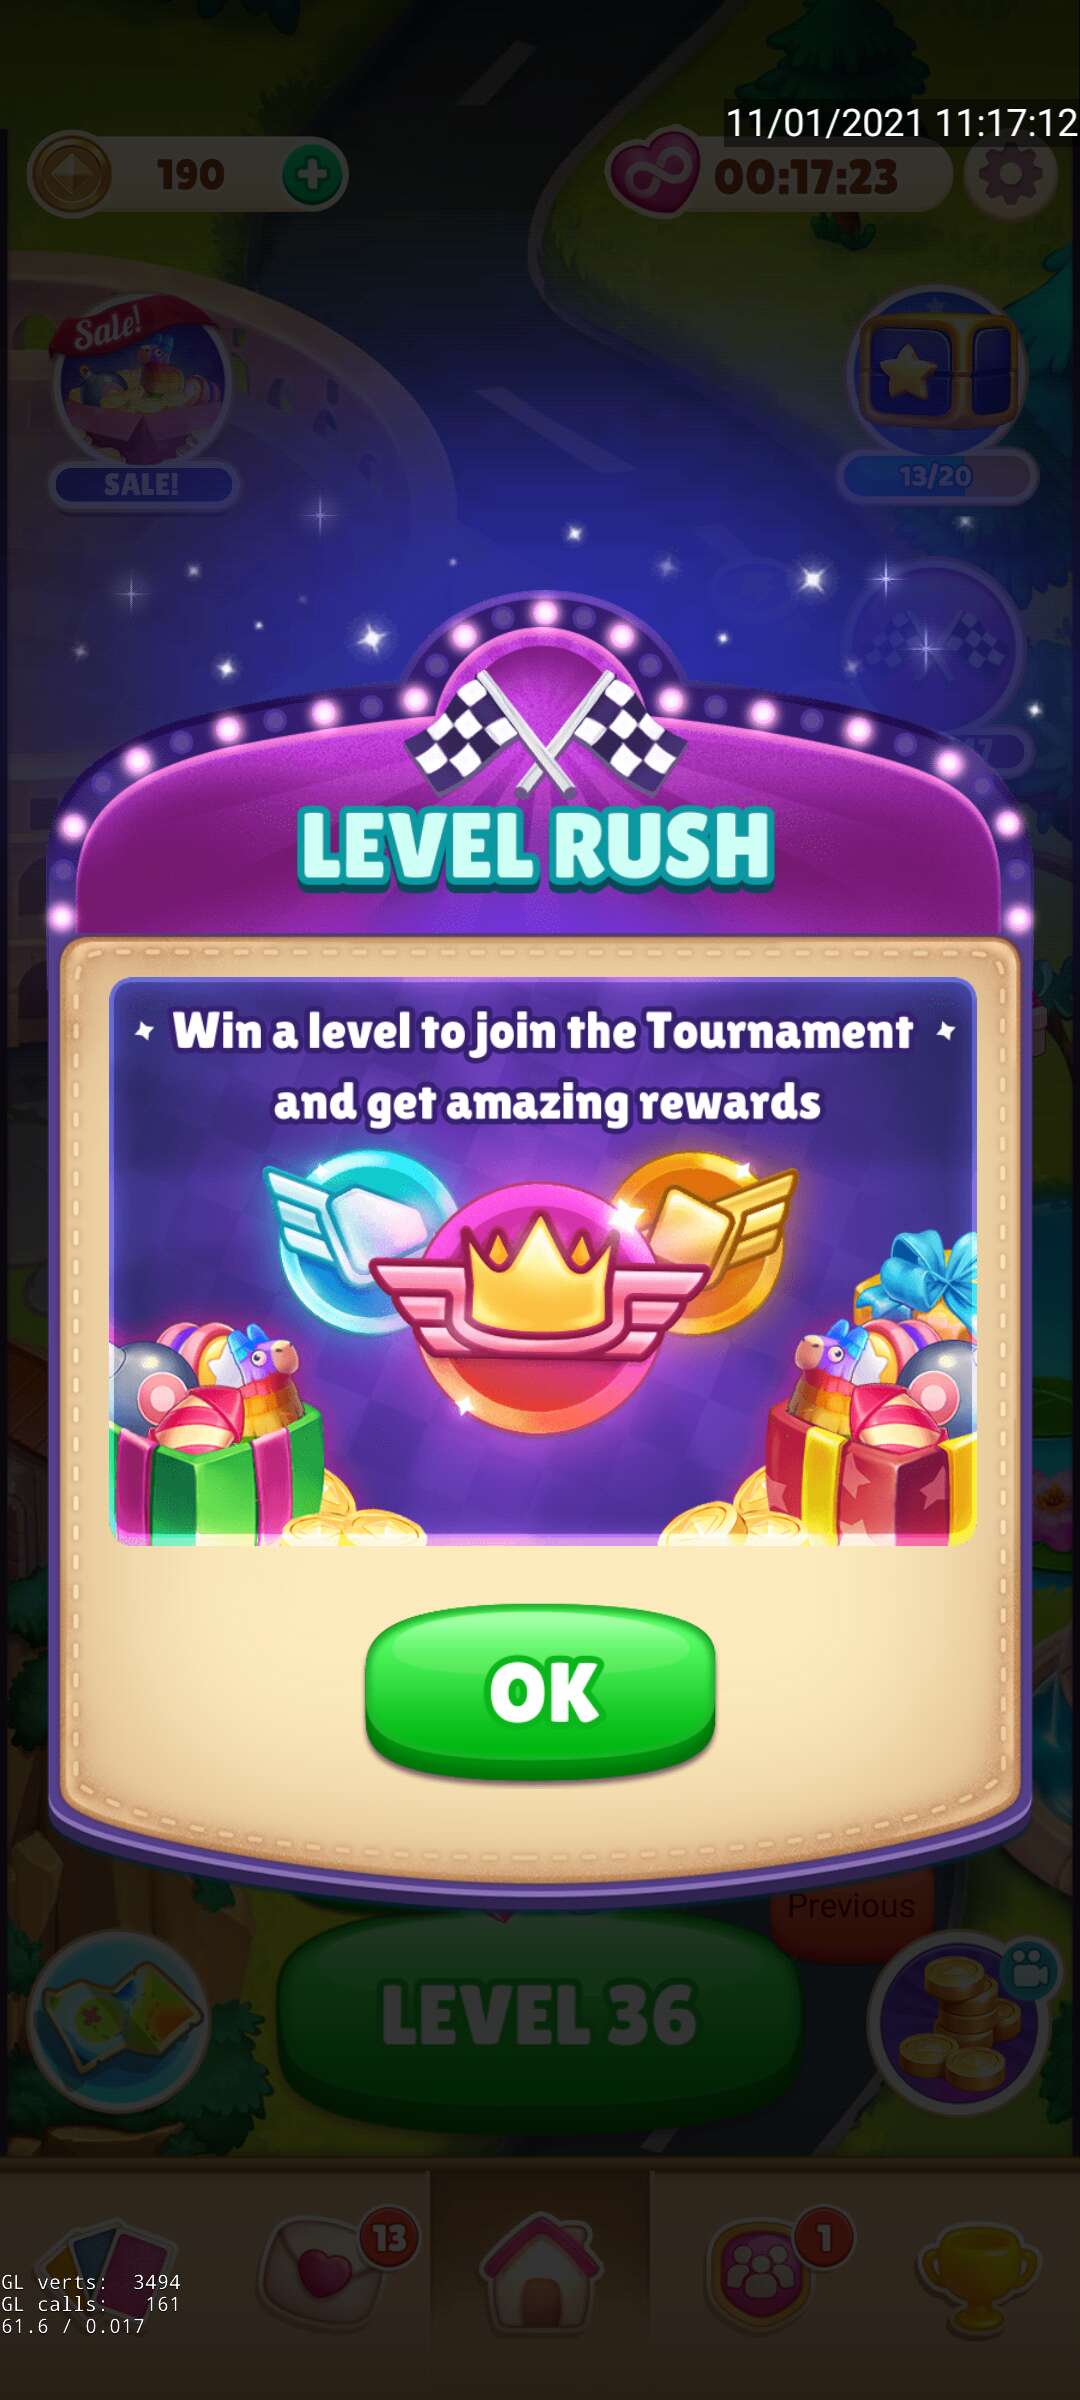 11/01/2021 11:17:12
190
00:17:23
Sale!
SALE!
13/20
LEVEL RUSH
Win a level to join the Tournament
and get amazing rewards
OK
Previous
LEVEL 36
13
1
GL verts: 3494
GL calls: 161
61.6 / 0.017